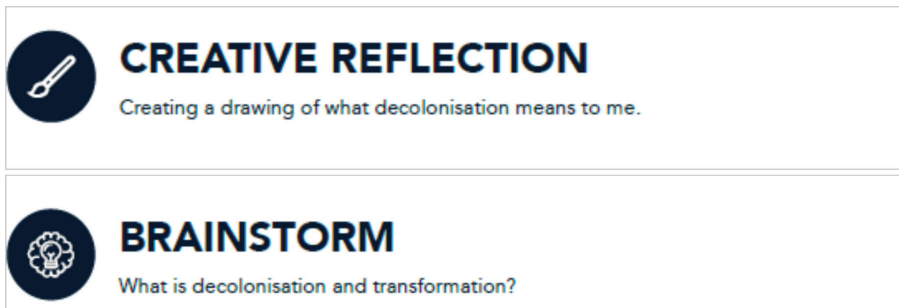 CREATIVE REFLECTION
Creating a drawing of what decolonisation means to me.
BRAINSTORM
What is decolonisation and transformation?